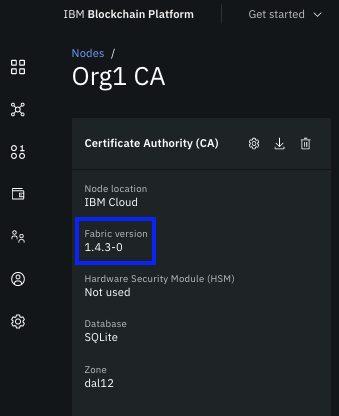 IBM Blockchain Platform
Get started
Nodes /
Org1 CA
Certificate Authority (CA)
Node location
IBM Cloud
Fabric version
1.4.3-0
Hardware Security Module (HSM)
Not used
Database
SQLite
Zone
dal12